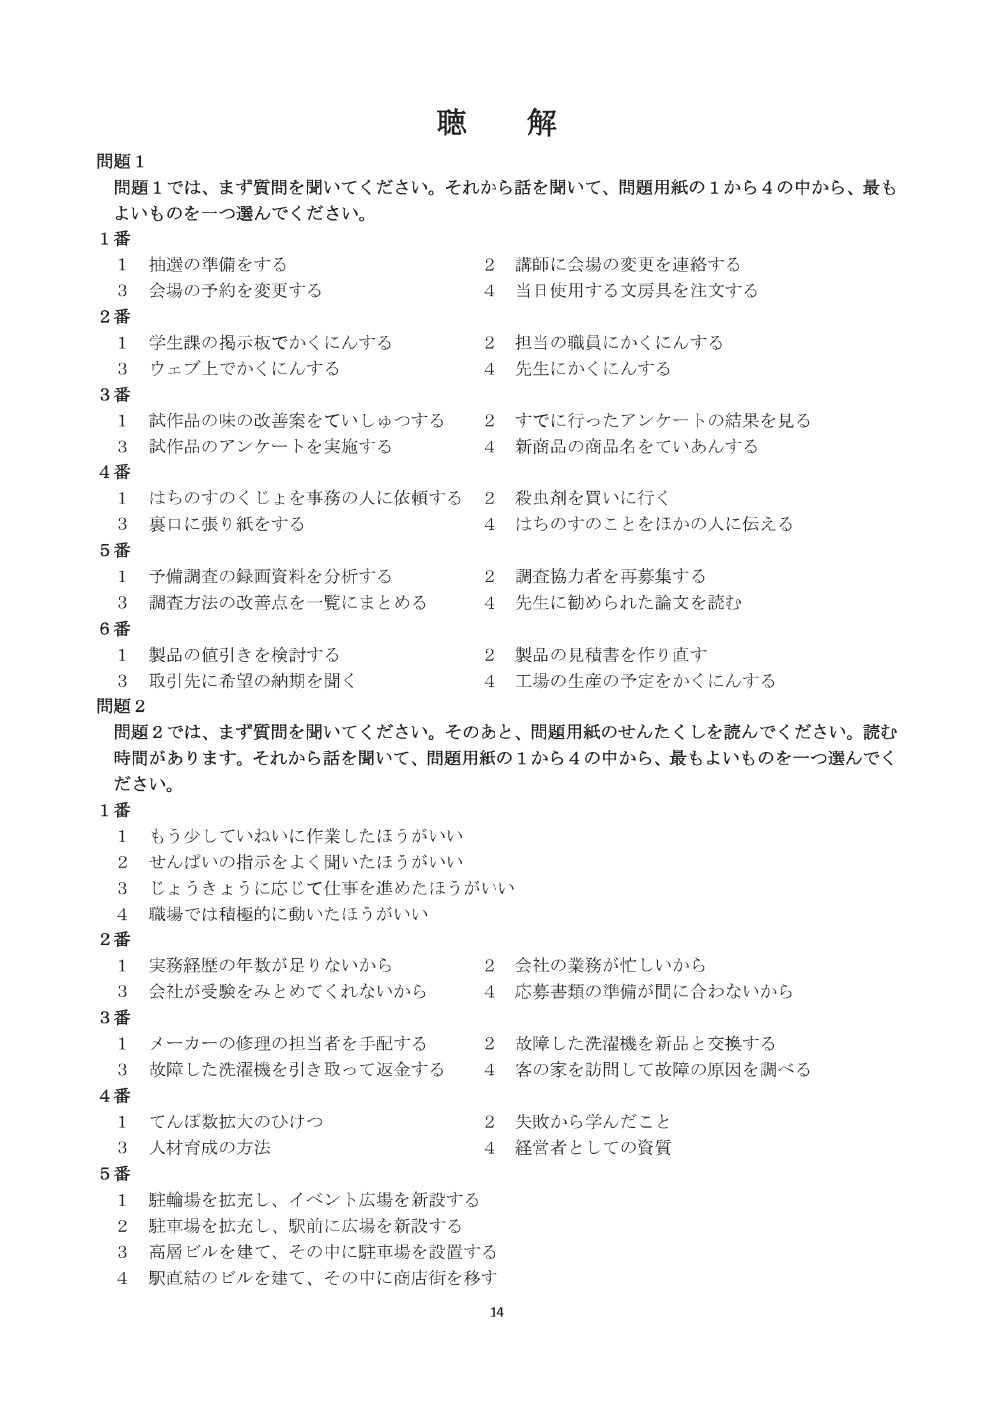 聴　解
問題１
問題１では、まず質問を聞いてください。それから話を聞いて、問題用紙の１から４の中から、最も
よいものを一つ選んでください。
１番
1　抽選の準備をする　2　講師に会場の変更を連絡する
3　会場の予約を変更する　4　当日使用する文房具を注文する
２番
1　学生課の掲示板でかくにんする　2　担当の職員にかくにんする
3　ウェブ上でかくにんする　4　先生にかくにんする
３番
1　試作品の味の改善案をていしゅつする　2　すでに行ったアンケートの結果を見る
3　試作品のアンケートを実施する　4　新商品の商品名をていあんする
４番
1　はちのすのくじょを事務の人に依頼する　2　殺虫剤を買いに行く
3　裏口に張り紙をする　4　はちのすのことをほかの人に伝える
５番
1　予備調査の録画資料を分析する　2　調査協力者を再募集する
3　調査方法の改善点を一覧にまとめる　4　先生に勧められた論文を読む
６番
1　製品の値引きを検討する　2　製品の見積書を作り直す
3　取引先に希望の納期を聞く　4　工場の生産の予定をかくにんする
問題２
問題２では、まず質問を聞いてください。そのあと、問題用紙のせんたくしを読んでください。読む
時間があります。それから話を聞いて、問題用紙の１から４の中から、最もよいものを一つ選んでく
ださい。
１番
1　もう少していねいに作業したほうがいい
2　せんぱいの指示をよく聞いたほうがいい
3　じょうきょうに応じて仕事を進めたほうがいい
4　職場では積極的に動いたほうがいい
２番
1　実務経歴の年数が足りないから　2　会社の業務が忙しいから
3　会社が受験をみとめてくれないから　4　応募書類の準備が間に合わないから
３番
1　メーカーの修理の担当者を手配する　2　故障した洗濯機を新品と交換する
3　故障した洗濯機を引き取って返金する　4　客の家を訪問して故障の原因を調べる
４番
1　てんぽ数拡大のひけつ　2　失敗から学んだこと
3　人材育成の方法　4　経営者としての資質
５番
1　駐輪場を拡充し、イベント広場を新設する
2　駐車場を拡充し、駅前に広場を新設する
3　高層ビルを建て、その中に駐車場を設置する
4　駅直結のビルを建て、その中に商店街を移す
14